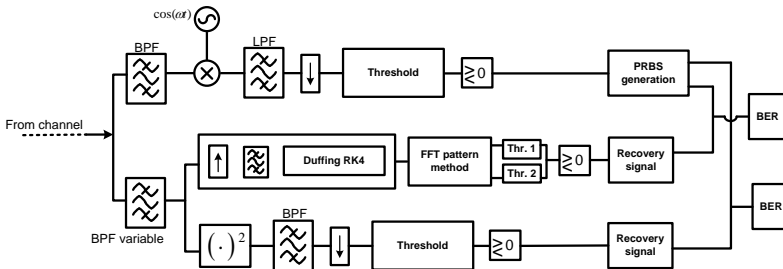 cos(ωt)
BPF
LPF
Threshold
≷ 0
PRBS
generation
BER
From channel
Duffing RK4
FFT pattern
method
Thr. 1
Thr. 2
≷ 0
Recovery
signal
BPF variable
( · ) 2
BPF
Threshold
≷ 0
Recovery
signal
BER